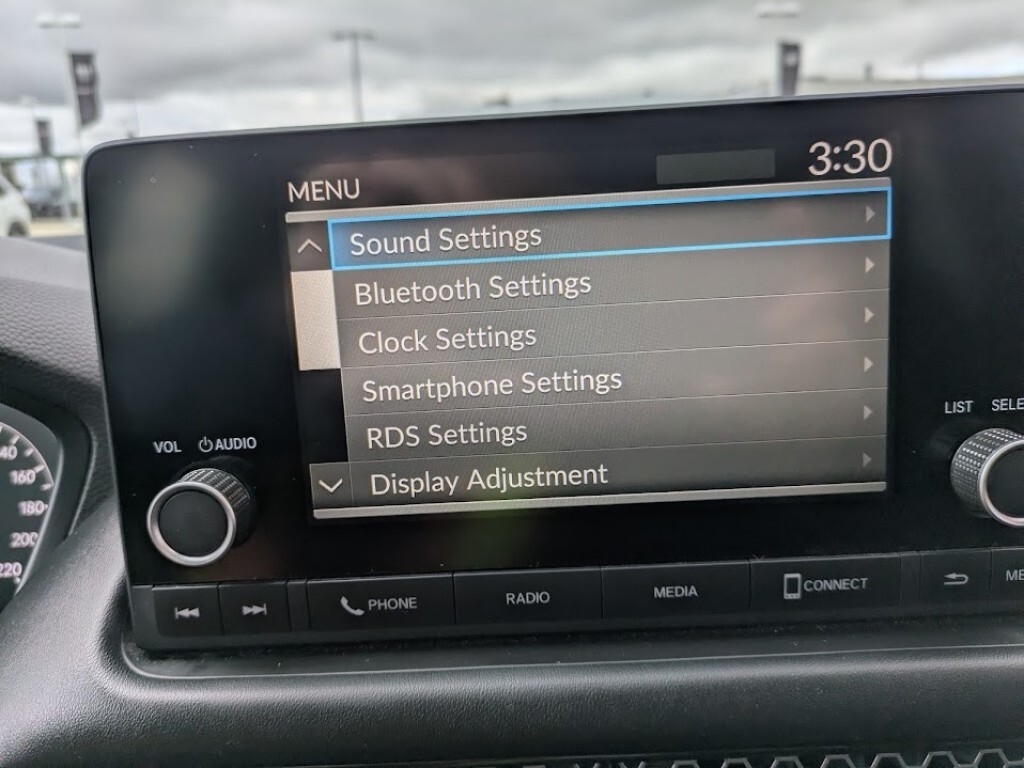 3:30
MENU
Sound Settings
Bluetooth Settings
Clock Settings
Smartphone Settings
RDS Settings
Display Adjustment
VOL AUDIO
LIST
160
180
200
220
PHONE RADIO MEDIA CONNECT